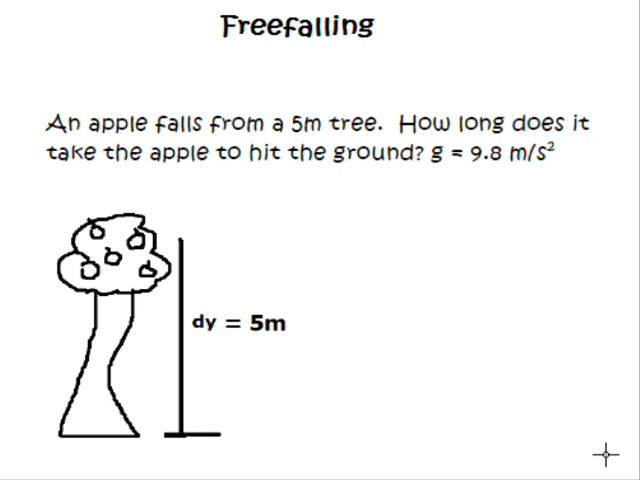 Freefalling
An apple falls from a 5m tree. How long does it
take the apple to hit the ground? g = 9.8 m/s²
dy = 5m